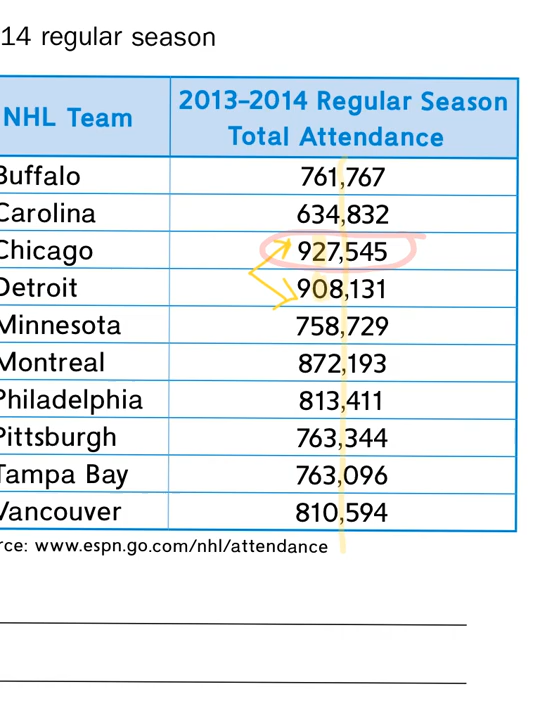 14 regular season
NHL Team 2013–2014 Regular Season Total Attendance
Buffalo 761,767
Carolina 634,832
Chicago 927,545
Detroit 908,131
Minnesota 758,729
Montreal 872,193
Philadelphia 813,411
Pittsburgh 763,344
Tampa Bay 763,096
Vancouver 810,594
rce: www.espn.go.com/nhl/attendance